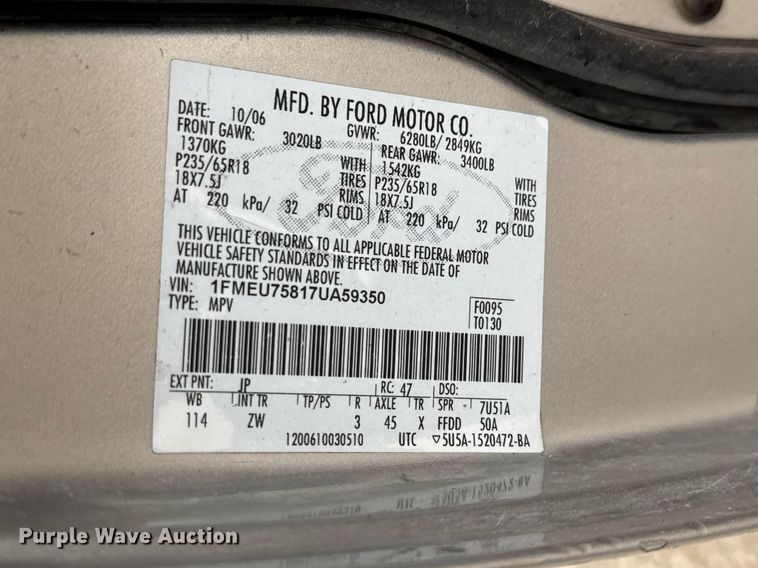 MFD. BY FORD MOTOR CO.
DATE: 10/06 GVWR: 6280LB/ 2849KG
FRONT GAWR: 3020LB REAR GAWR: 3400LB
1370KG WITH 1542KG WITH
P235/65R18 TIRES P235/65R18 TIRES
18X7.5J RIMS 18X7.5J RIMS
AT 220 kPa/ 32 PSI COLD AT 220 kPa/ 32 PSI COLD
Ford
THIS VEHICLE CONFORMS TO ALL APPLICABLE FEDERAL MOTOR
VEHICLE SAFETY STANDARDS IN EFFECT ON THE DATE OF
MANUFACTURE SHOWN ABOVE.
VIN: 1FMEU75817UA59350 F0095
TYPE: MPV T0130
EXT PNT: JP RC: 47 DSO:
WB INT TR TP/PS R AXLE TR SPR 7U51A
114 ZW 3 45 X FFDD 50A
1200610030510 UTC ▽5U5A-1520472-BA
Purple Wave Auction